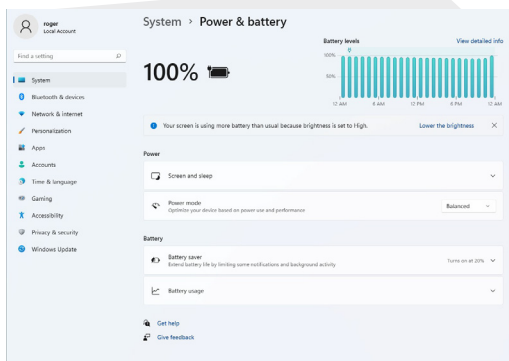 roger
Local Account
Find a setting
System
Bluetooth & devices
Network & internet
Personalization
Apps
Accounts
Time & language
Gaming
Accessibility
Privacy & security
Windows Update
System > Power & battery
100%
Battery levels
View detailed info
100%
50%
12 AM 6 AM 12 PM 6 PM 12 AM
Your screen is using more battery than usual because brightness is set to High. Lower the brightness
Power
Screen and sleep
Power mode
Optimize your device based on power use and performance
Balanced
Battery
Battery saver
Extend battery life by limiting some notifications and background activity
Turns on at 20%
Battery usage
Get help
Give feedback